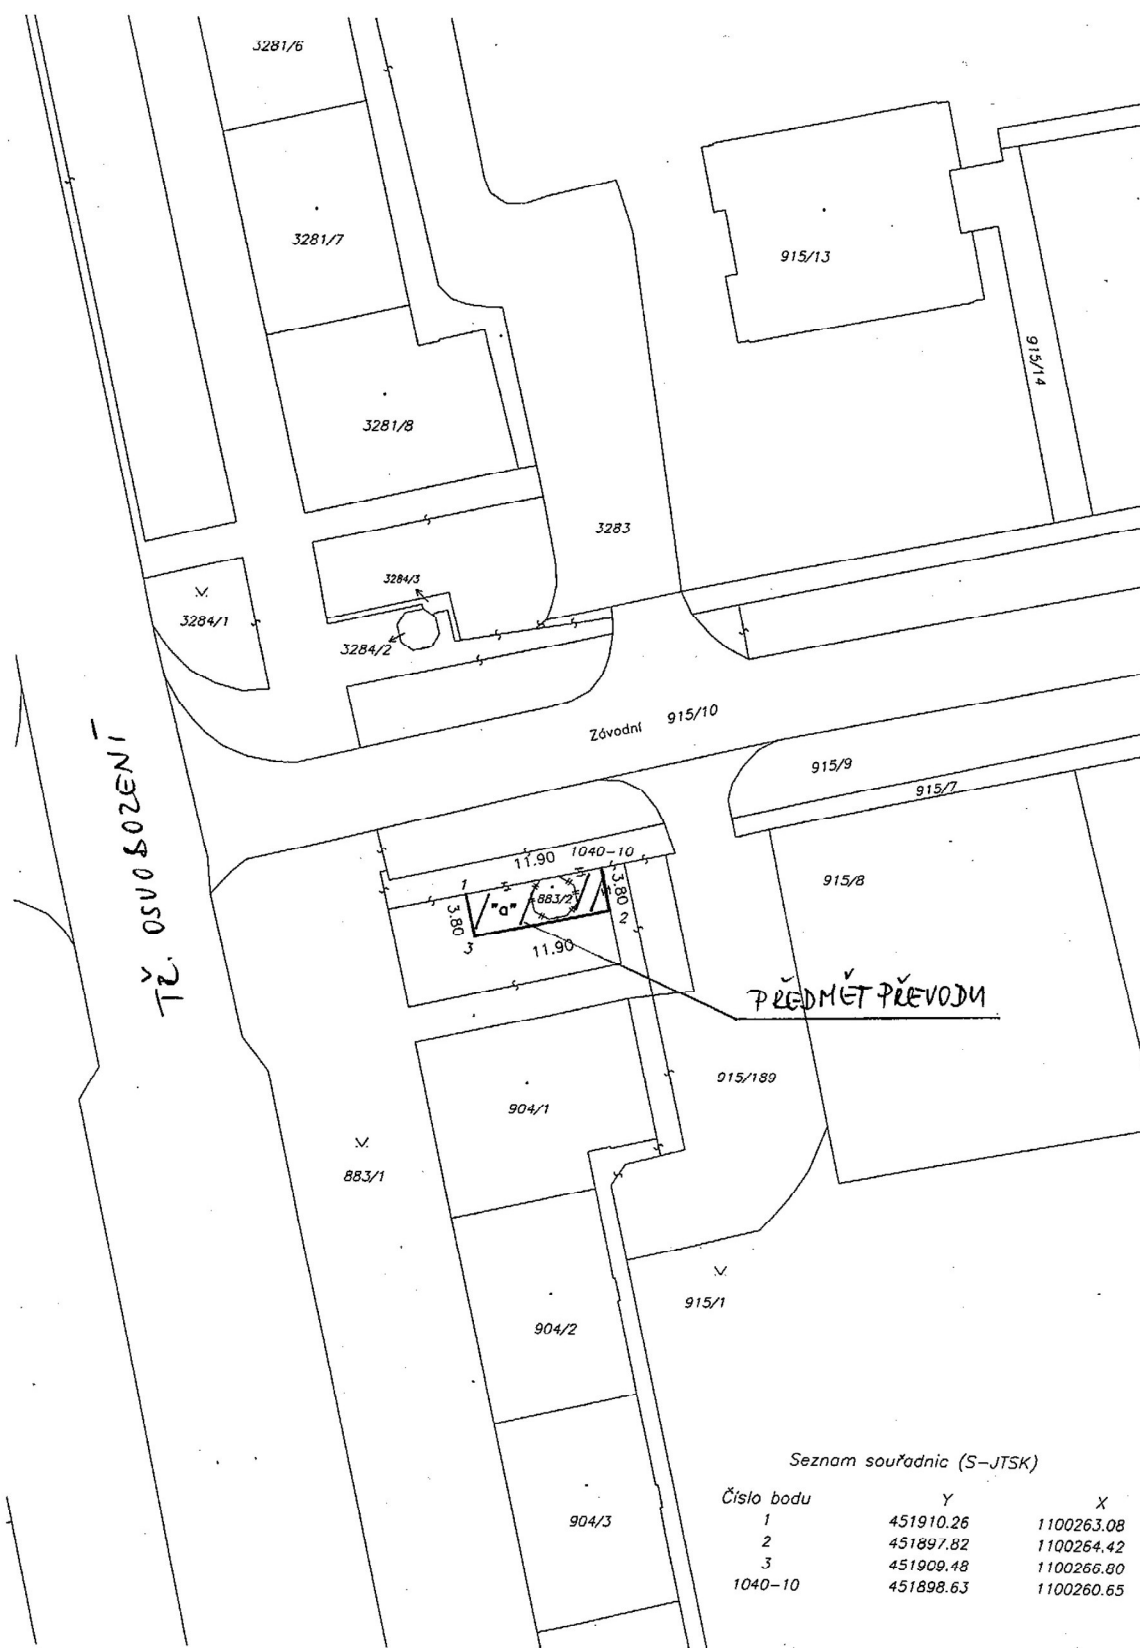 3281/6
3281/7
915/13
915/14
3281/8
3283
3284/3
3284/1
3284/2
Závodní 915/10
TŘ. OSVOBOZENÍ
915/9
915/7
11.90 1040-10
1
3.80
"a"
883/2
3.80
2
3
11.90
915/8
PŘEDMĚT PŘEVODU
915/189
904/1
883/1
915/1
904/2
904/3
Seznam souřadnic (S-JTSK)
Číslo bodu Y X
1 451910.26 1100263.08
2 451897.82 1100264.42
3 451909.48 1100266.80
1040-10 451898.63 1100260.65